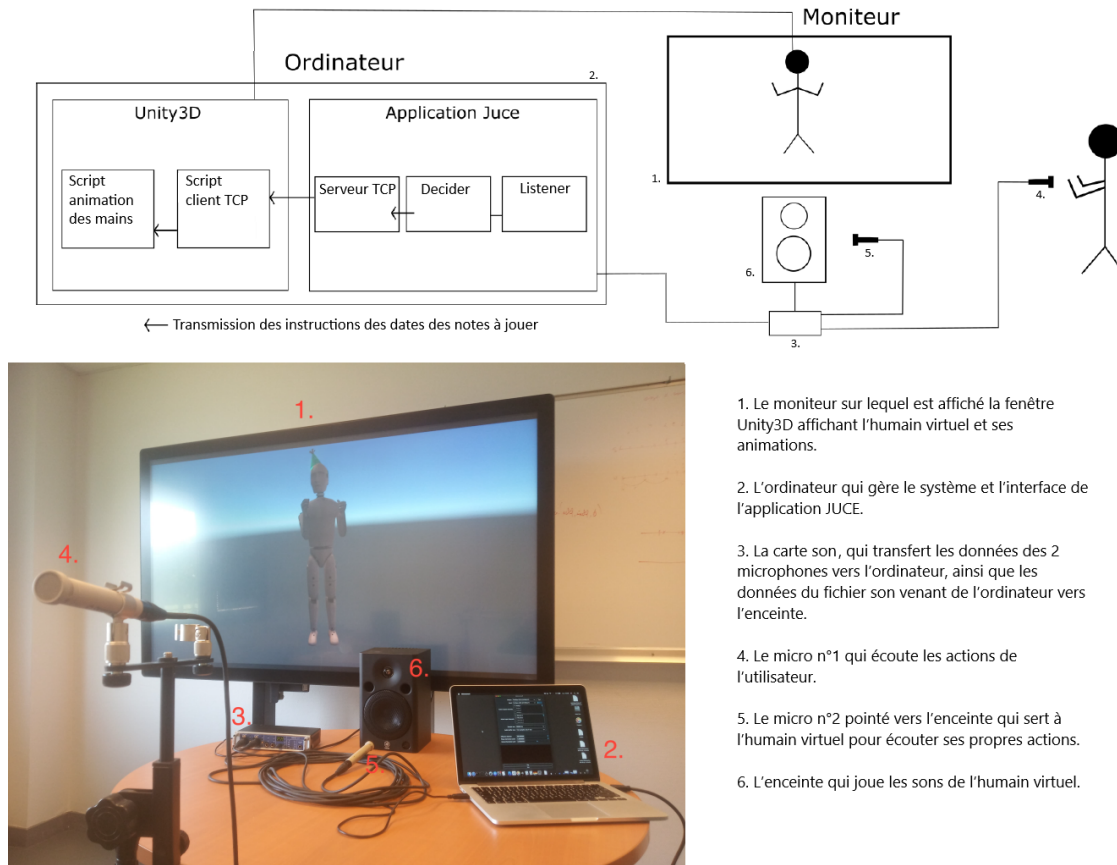 Moniteur
Ordinateur
2.
Unity3D
Application Juce
Script
animation
des mains
Script
client TCP
Serveur TCP
Decider
Listener
1.
4.
5.
6.
3.
Transmission des instructions des dates des notes à jouer
1.
4.
6.
3.
5.
2.
1. Le moniteur sur lequel est affiché la fenêtre
Unity3D affichant l'humain virtuel et ses
animations.
2. L'ordinateur qui gère le système et l'interface de
l'application JUCE.
3. La carte son, qui transfert les données des 2
microphones vers l'ordinateur, ainsi que les
données du fichier son venant de l'ordinateur vers
l'enceinte.
4. Le micro n°1 qui écoute les actions de
l'utilisateur.
5. Le micro n°2 pointé vers l'enceinte qui sert à
l'humain virtuel pour écouter ses propres actions.
6. L'enceinte qui joue les sons de l'humain virtuel.